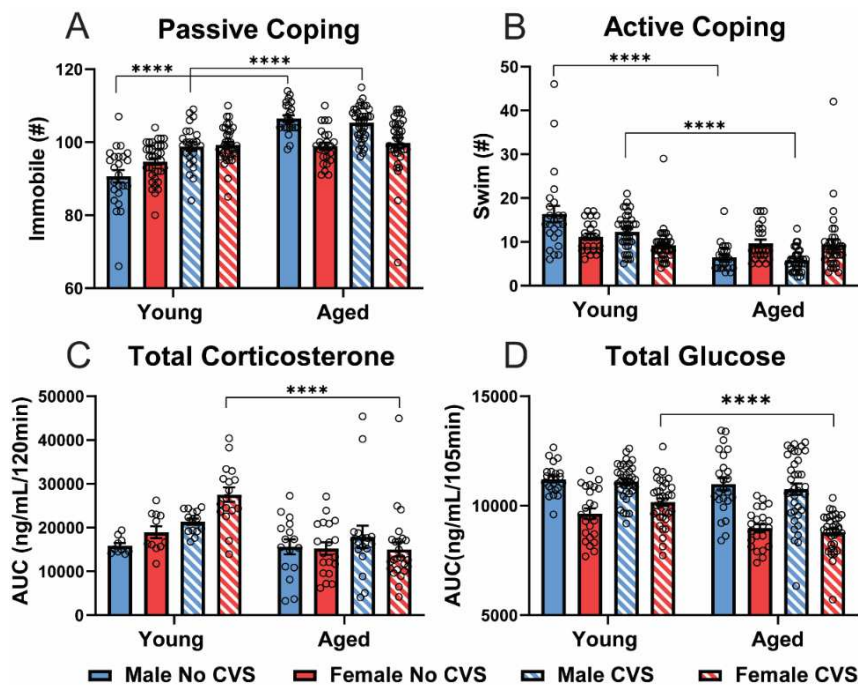 A Passive Coping
**** ****
Immobile (#)
120
100
80
60
Young Aged
B Active Coping
****
****
Swim (#)
50
40
30
20
10
0
Young Aged
C Total Corticosterone
****
AUC (ng/mL/120min)
50000
40000
30000
20000
10000
0
Young Aged
D Total Glucose
****
AUC(ng/mL/105min)
15000
10000
5000
Young Aged
Male No CVS Female No CVS Male CVS Female CVS